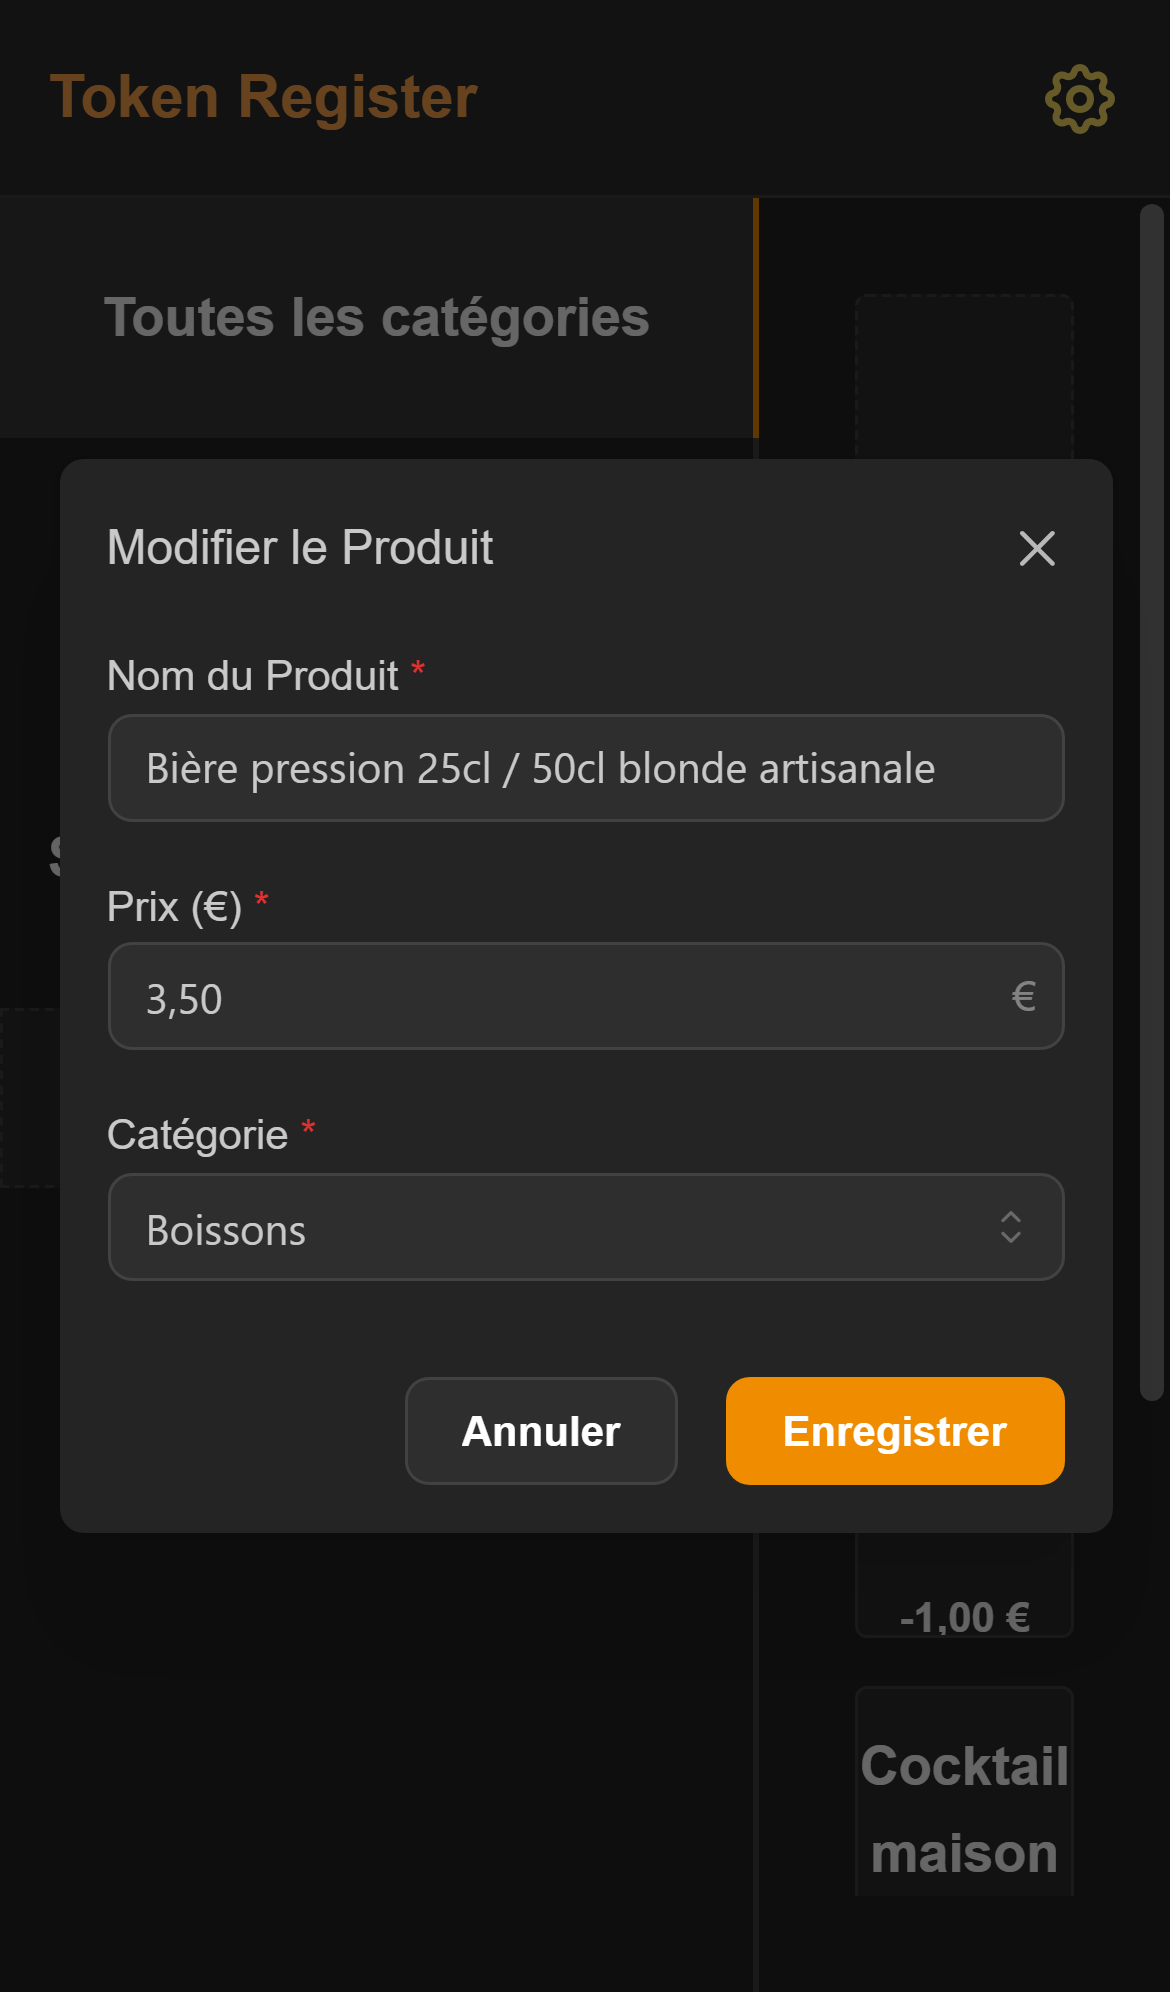 Token Register
Toutes les catégories
Modifier le Produit
Nom du Produit *
Bière pression 25cl / 50cl blonde artisanale
Prix (€) *
3,50 €
Catégorie *
Boissons
Annuler Enregistrer
-1,00 €
Cocktail
maison